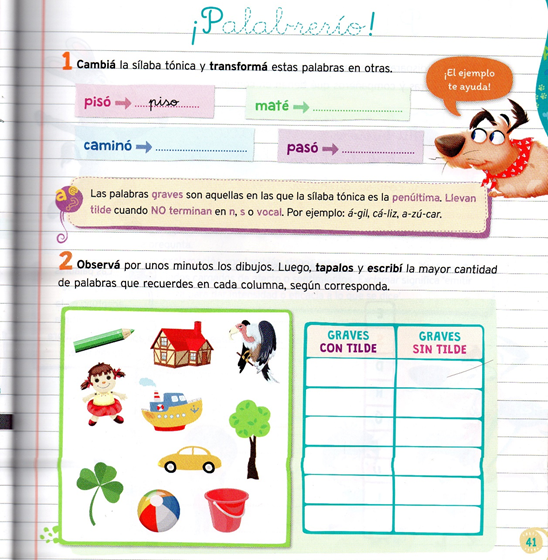 ¡Palabrerío!
1 Cambiá la sílaba tónica y transformá estas palabras en otras.
¡El ejemplo
te ayuda!
pisó piso
maté
caminó
pasó
Las palabras graves son aquellas en las que la sílaba tónica es la penúltima. Llevan
tilde cuando NO terminan en n, s o vocal. Por ejemplo: á-gil, cá-liz, a-zú-car.
2 Observá por unos minutos los dibujos. Luego, tapalos y escribí la mayor cantidad
de palabras que recuerdes en cada columna, según corresponda.
GRAVES
CON TILDE
GRAVES
SIN TILDE
41